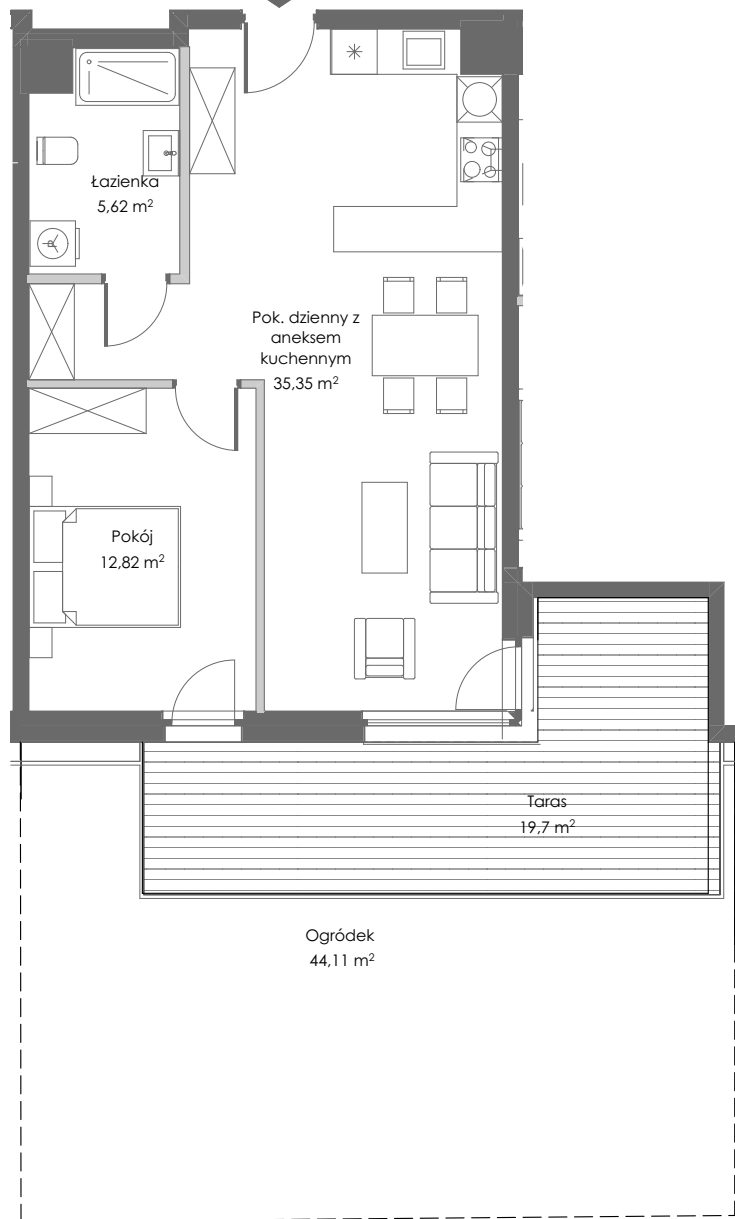 Łazienka
5,62 m²
Pok. dzienny z
aneksem
kuchennym
35,35 m²
Pokój
12,82 m²
Taras
19,7 m²
Ogródek
44,11 m²